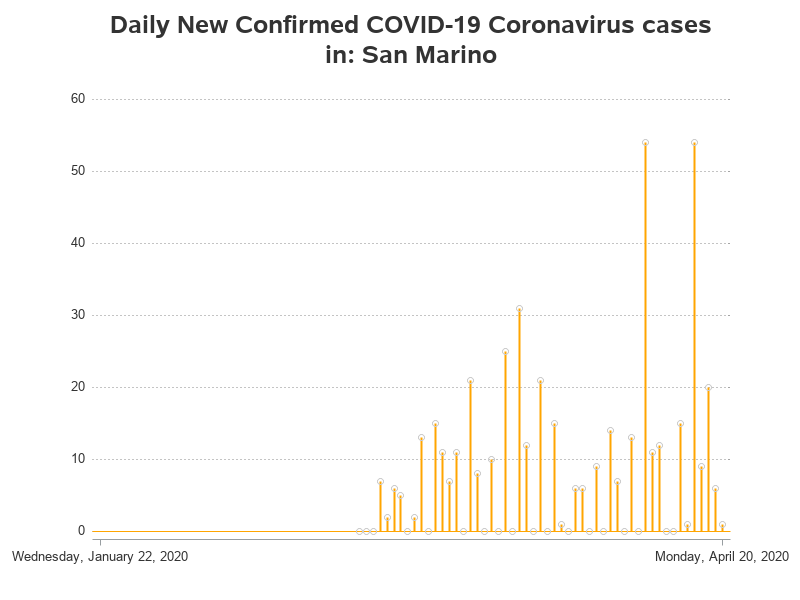 Daily New Confirmed COVID-19 Coronavirus cases
in: San Marino
60
50
40
30
20
10
0
Wednesday, January 22, 2020
Monday, April 20, 2020